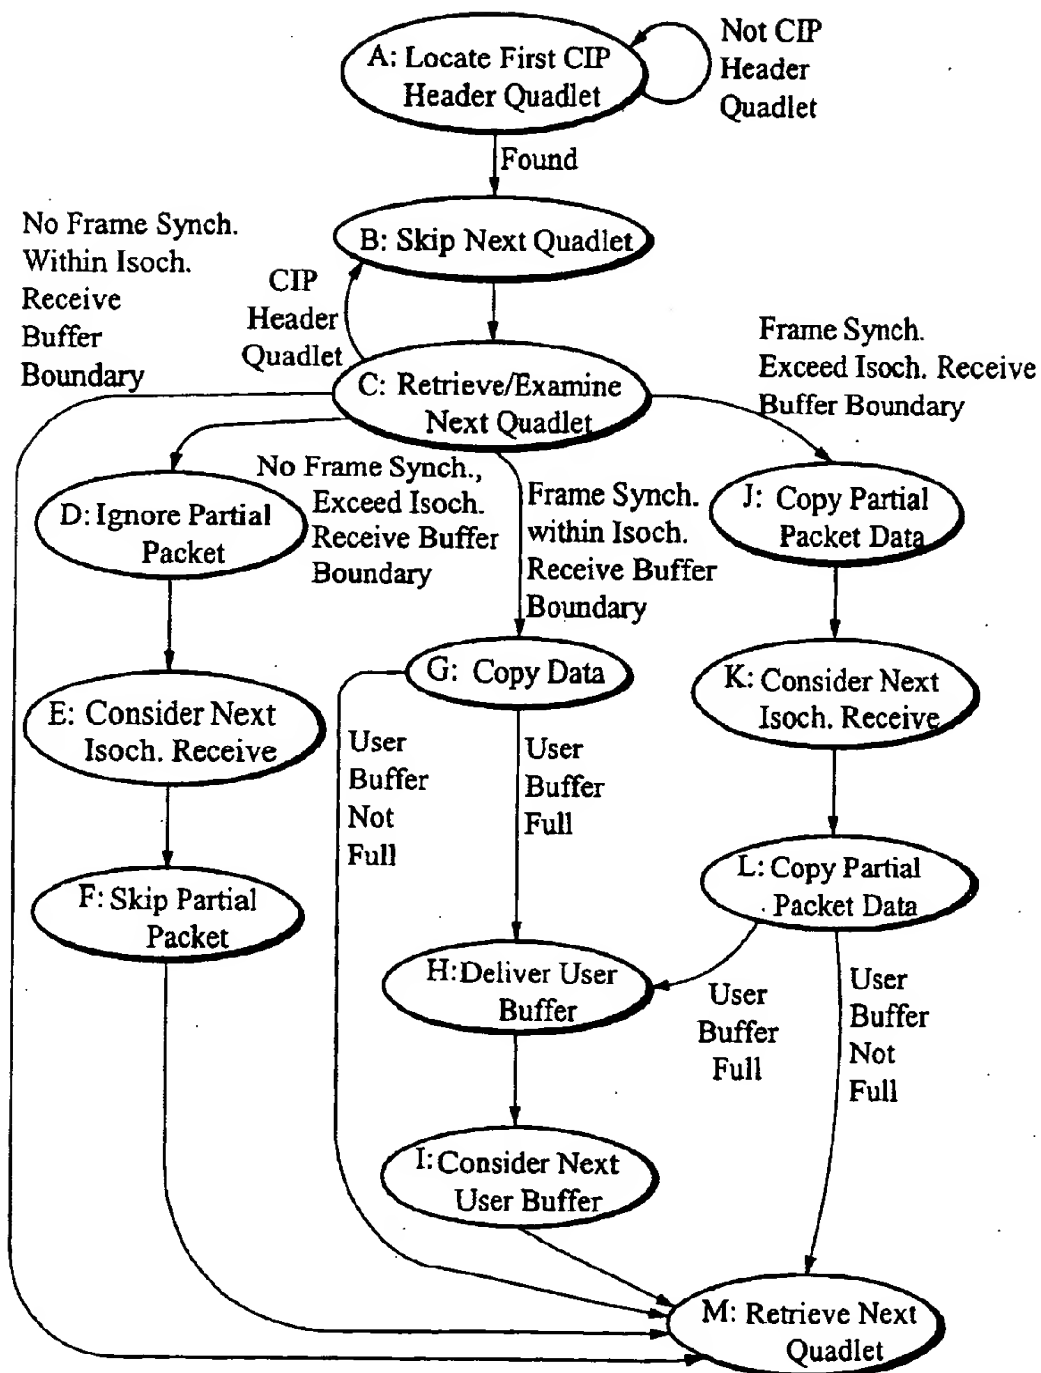 A: Locate First CIP
Header Quadlet
Not CIP
Header
Quadlet
Found
B: Skip Next Quadlet
No Frame Synch.
Within Isoch.
Receive
Buffer
Boundary
CIP
Header
Quadlet
C: Retrieve/Examine
Next Quadlet
Frame Synch.
Exceed Isoch. Receive
Buffer Boundary
D: Ignore Partial
Packet
No Frame Synch.,
Exceed Isoch.
Receive Buffer
Boundary
Frame Synch.
within Isoch.
Receive Buffer
Boundary
J: Copy Partial
Packet Data
G: Copy Data
K: Consider Next
Isoch. Receive
E: Consider Next
Isoch. Receive
User
Buffer
Not
Full
User
Buffer
Full
L: Copy Partial
Packet Data
F: Skip Partial
Packet
H: Deliver User
Buffer
User
Buffer
Full
User
Buffer
Not
Full
I: Consider Next
User Buffer
M: Retrieve Next
Quadlet